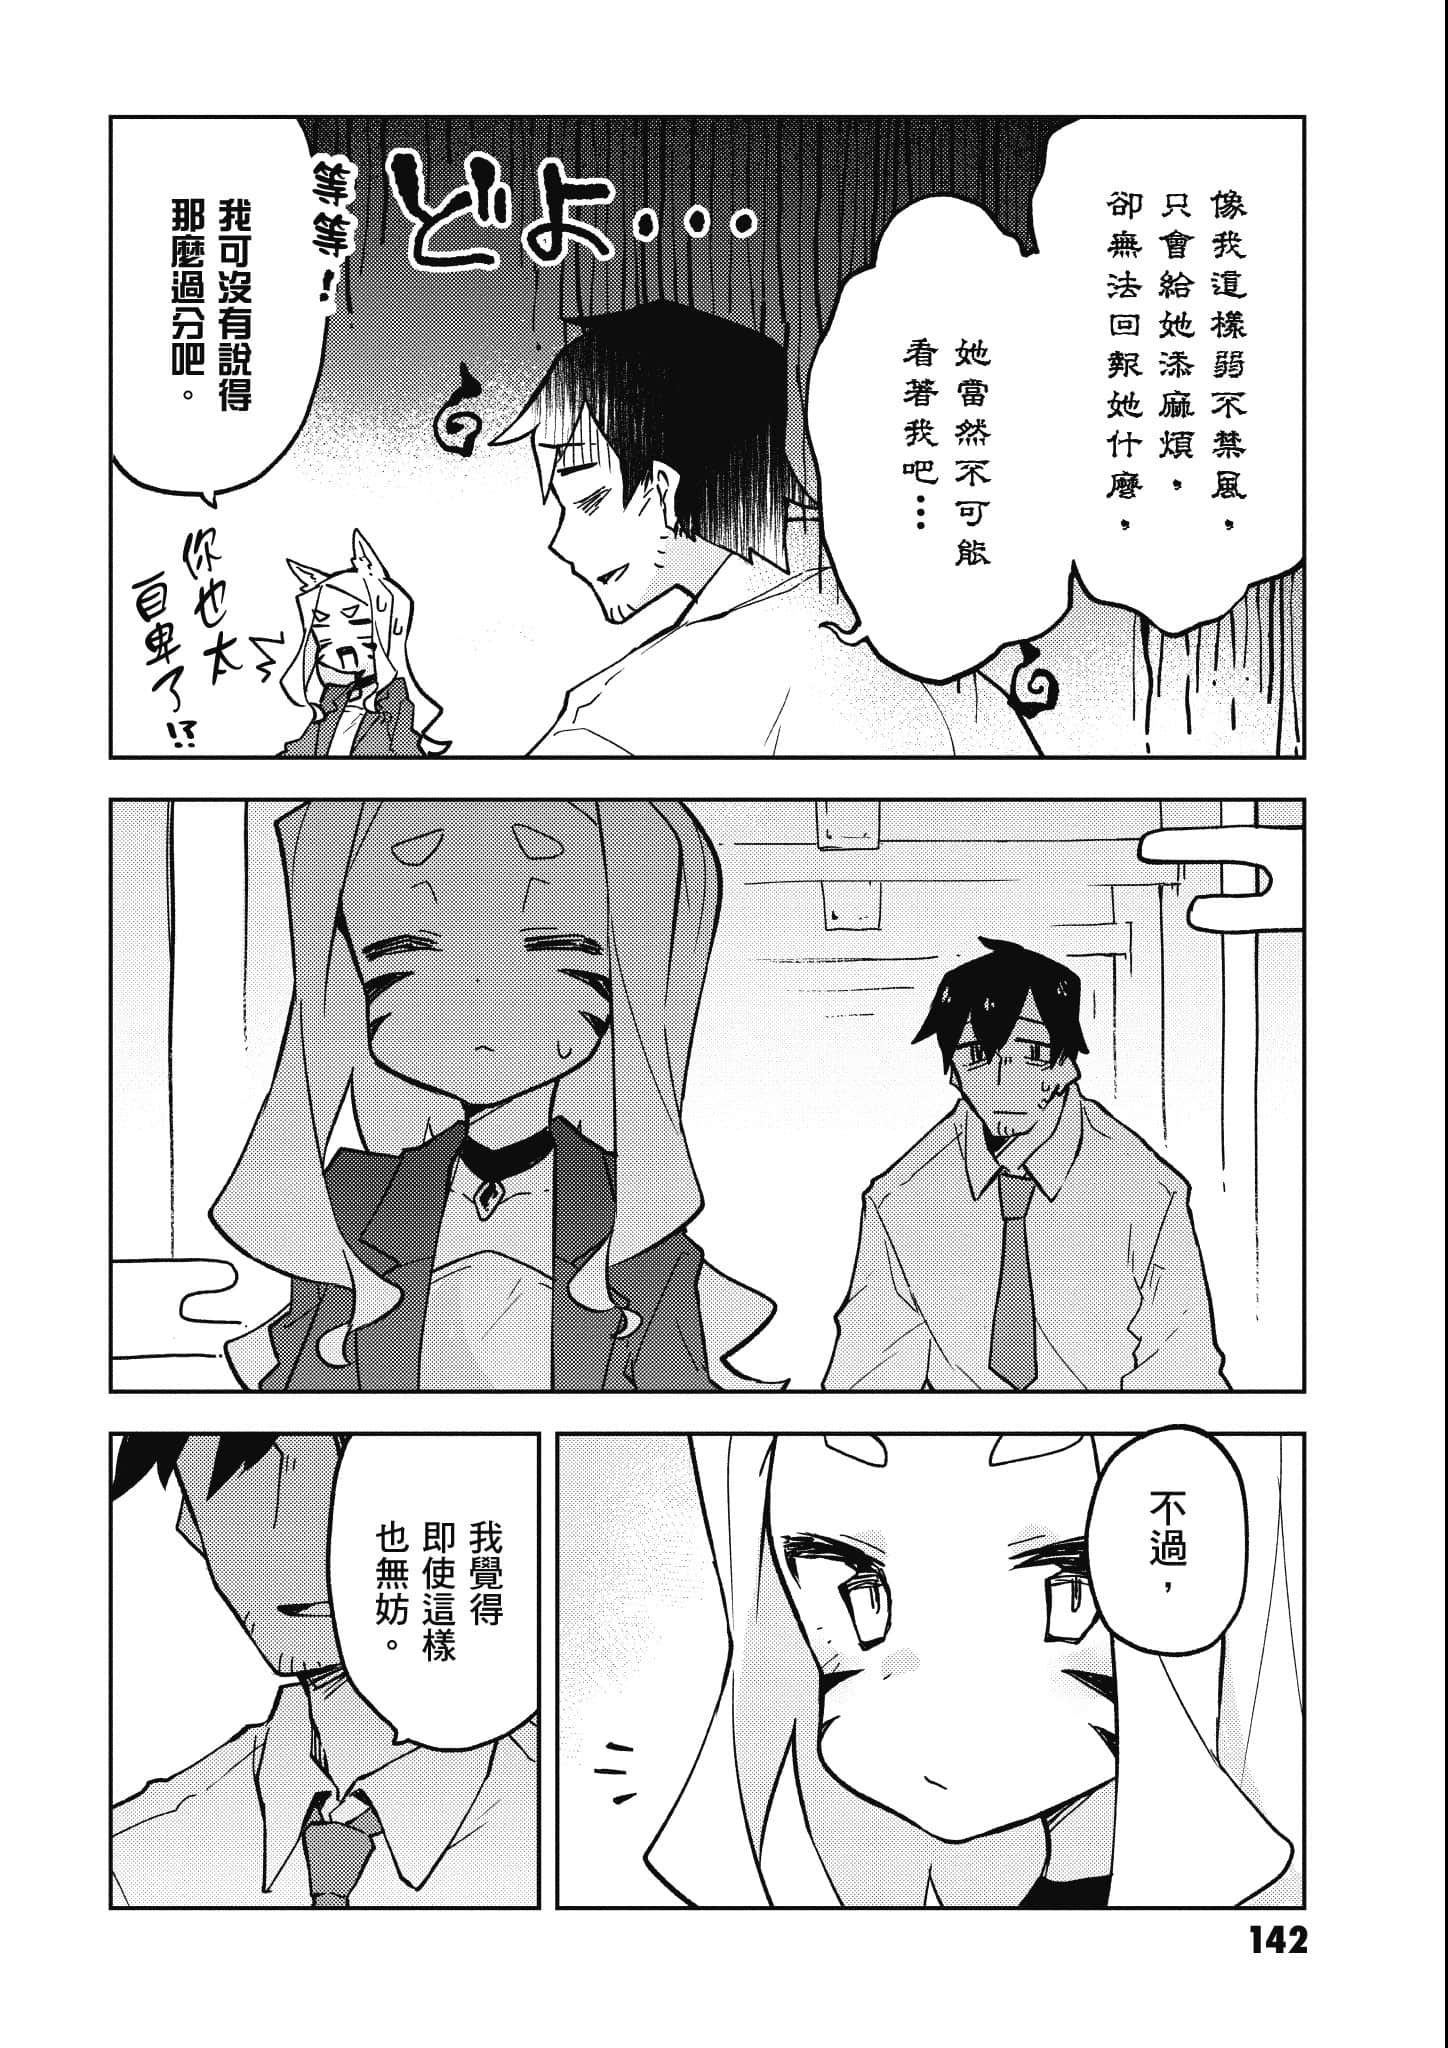 像我這樣弱不禁風，
只會給她添麻煩，
卻無法回報她什麼，
她當然不可能
看著我吧…
どよ・・・
等等！
我可沒有說得
那麼過分吧。
你也太
自卑了!?
不過，
我覺得
即使這樣
也無妨。
142